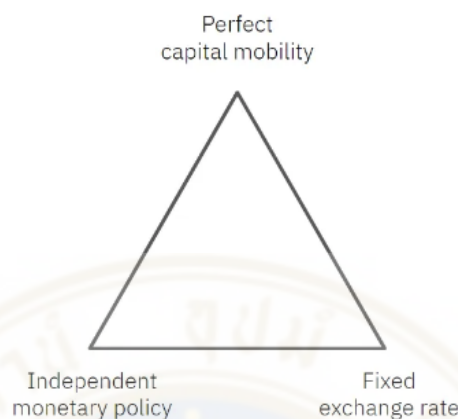 Perfect
capital mobility
Independent
monetary policy
Fixed
exchange rate